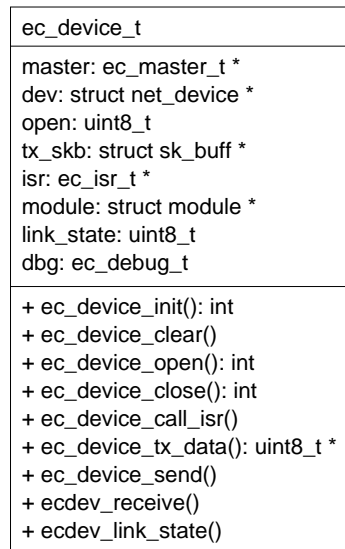 ec_device_t
master: ec_master_t *
dev: struct net_device *
open: uint8_t
tx_skb: struct sk_buff *
isr: ec_isr_t *
module: struct module *
link_state: uint8_t
dbg: ec_debug_t
+ ec_device_init(): int
+ ec_device_clear()
+ ec_device_open(): int
+ ec_device_close(): int
+ ec_device_call_isr()
+ ec_device_tx_data(): uint8_t *
+ ec_device_send()
+ ecdev_receive()
+ ecdev_link_state()